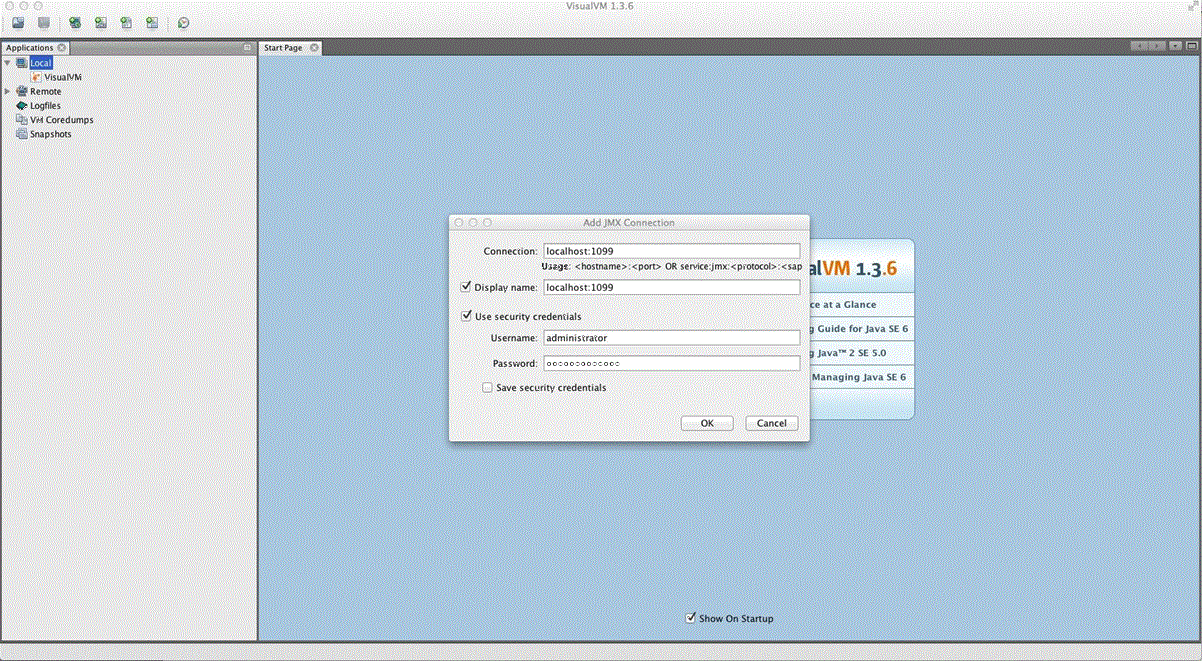 VisualVM 1.3.6
Applications
Start Page
Local
VisualVM
Remote
Logfiles
VM Coredumps
Snapshots
Add JMX Connection
Connection: localhost:1099
Usage: <hostname>:<port> OR service:jmx:<protocol>:<sap
Display name: localhost:1099
Use security credentials
Username: administrator
Password:
Save security credentials
OK Cancel
alVM 1.3.6
ce at a Glance
g Guide for Java SE 6
g Java™ 2 SE 5.0
Managing Java SE 6
Show On Startup